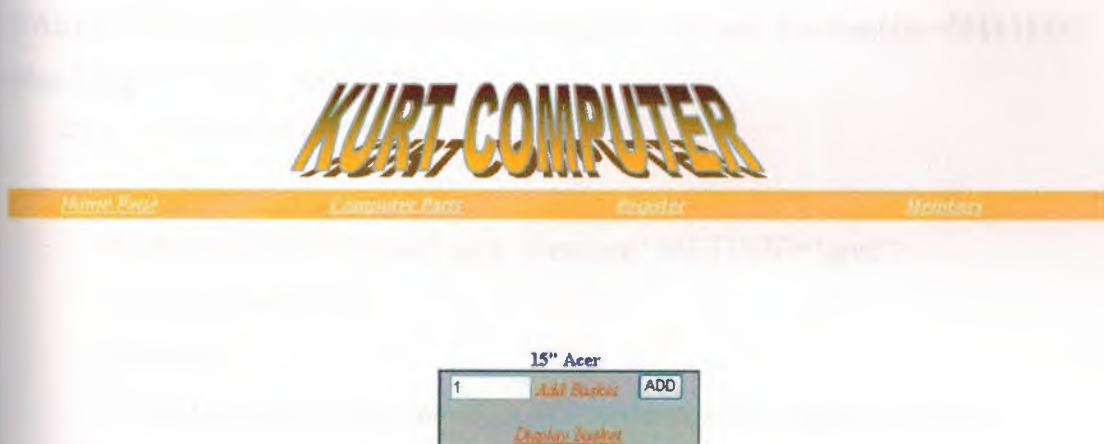 KURT COMPUTER
Home Page Computer Parts Register Members
15" Acer
1 Add Basket ADD
Display Basket